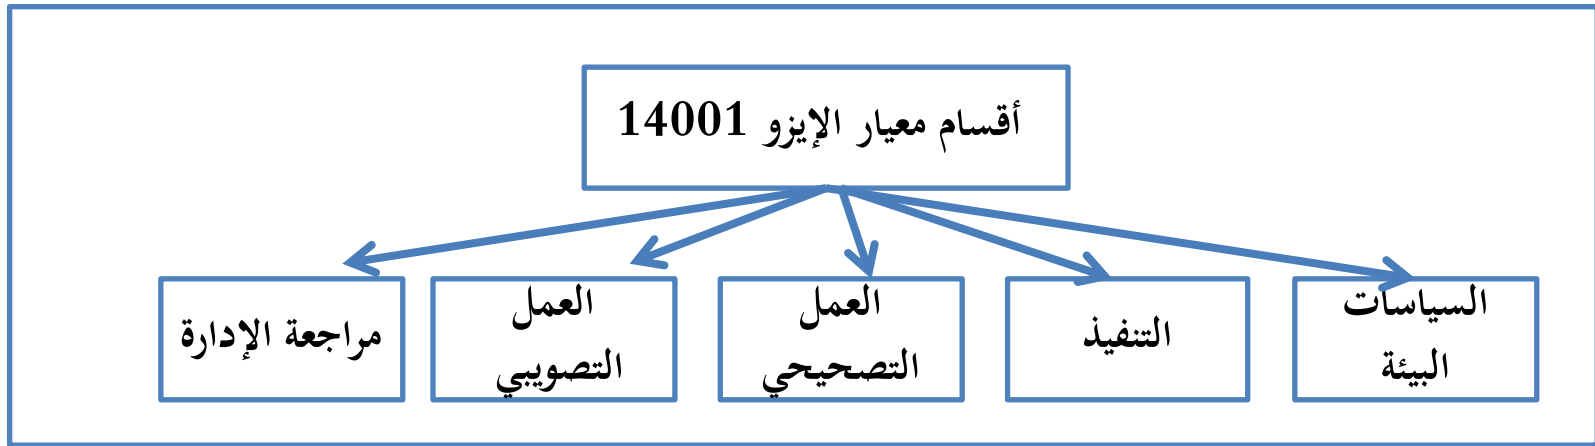 أقسام معيار الإيزو 14001
السياسات
البيئة
التنفيذ
العمل
التصحيحي
العمل
التصويبي
مراجعة الإدارة